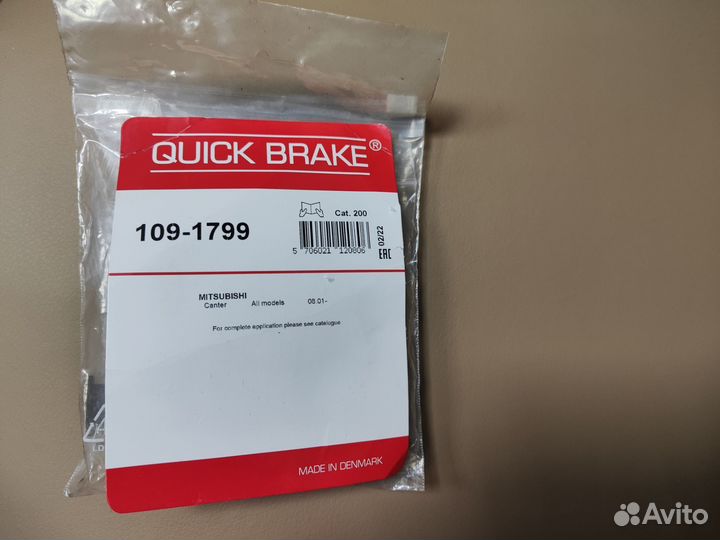 QUICK BRAKE®
Cat. 200
109-1799
5 706021 120806
02/22
EAC
MITSUBISHI
Canter All models 08.01-
For complete application please see catalogue
MADE IN DENMARK
LD
Avito